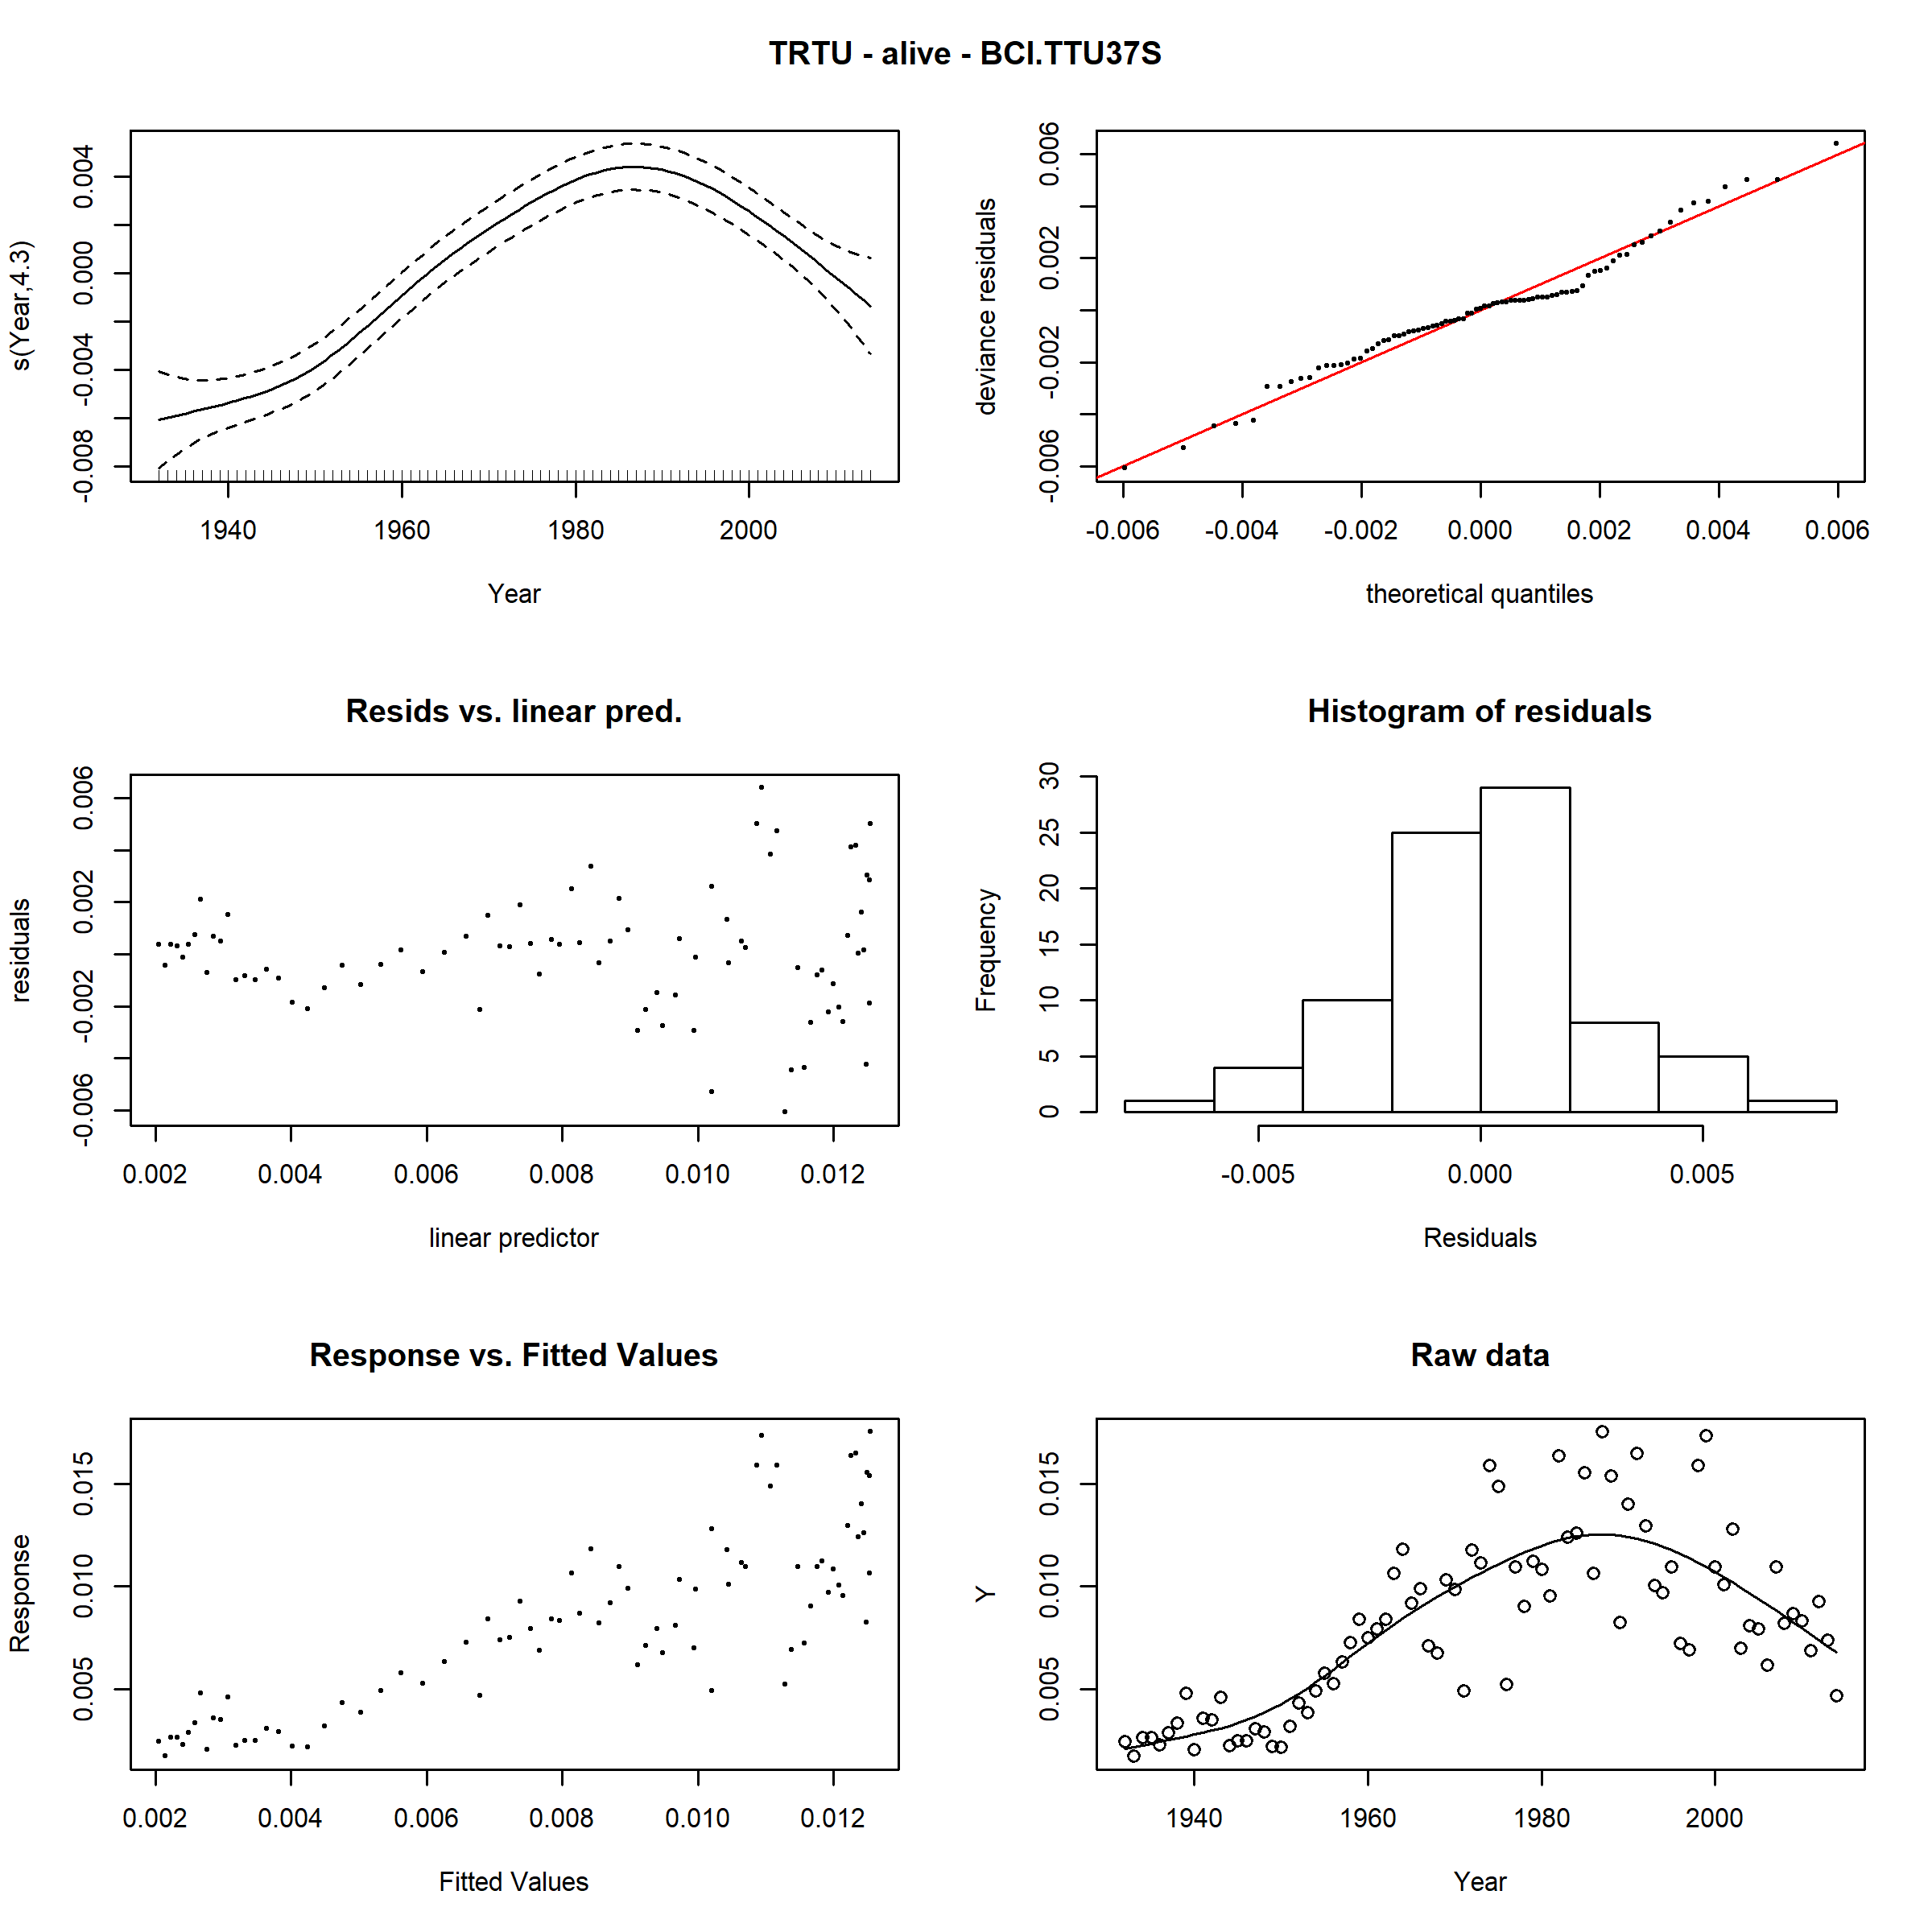 TRTU - alive - BCI.TTU37S
s(Year,4.3)
0.004
0.000
-0.004
-0.008
1940 1960 1980 2000
Year
deviance residuals
0.006
0.002
-0.002
-0.006
-0.006 -0.004 -0.002 0.000 0.002 0.004 0.006
theoretical quantiles
Resids vs. linear pred.
residuals
0.006
0.002
-0.002
-0.006
0.002 0.004 0.006 0.008 0.010 0.012
linear predictor
Histogram of residuals
Frequency
30
25
20
15
10
5
0
-0.005 0.000 0.005
Residuals
Response vs. Fitted Values
Response
0.015
0.010
0.005
0.002 0.004 0.006 0.008 0.010 0.012
Fitted Values
Raw data
Y
0.015
0.010
0.005
1940 1960 1980 2000
Year